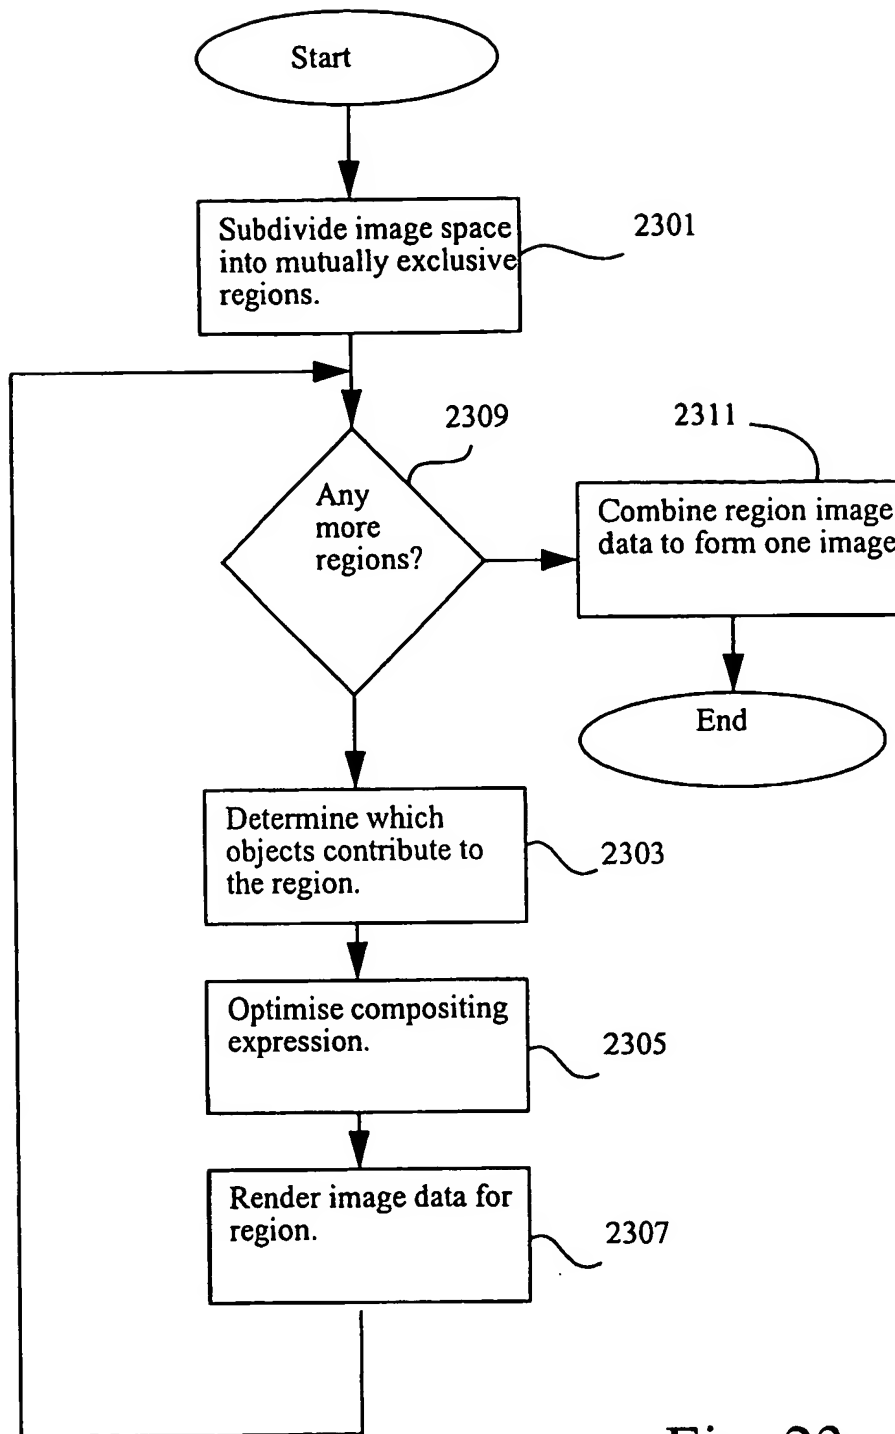 Start
Subdivide image space
into mutually exclusive
regions.
2301
2309
Any
more
regions?
2311
Combine region image
data to form one image
End
Determine which
objects contribute to
the region.
2303
Optimise compositing
expression.
2305
Render image data for
region.
2307